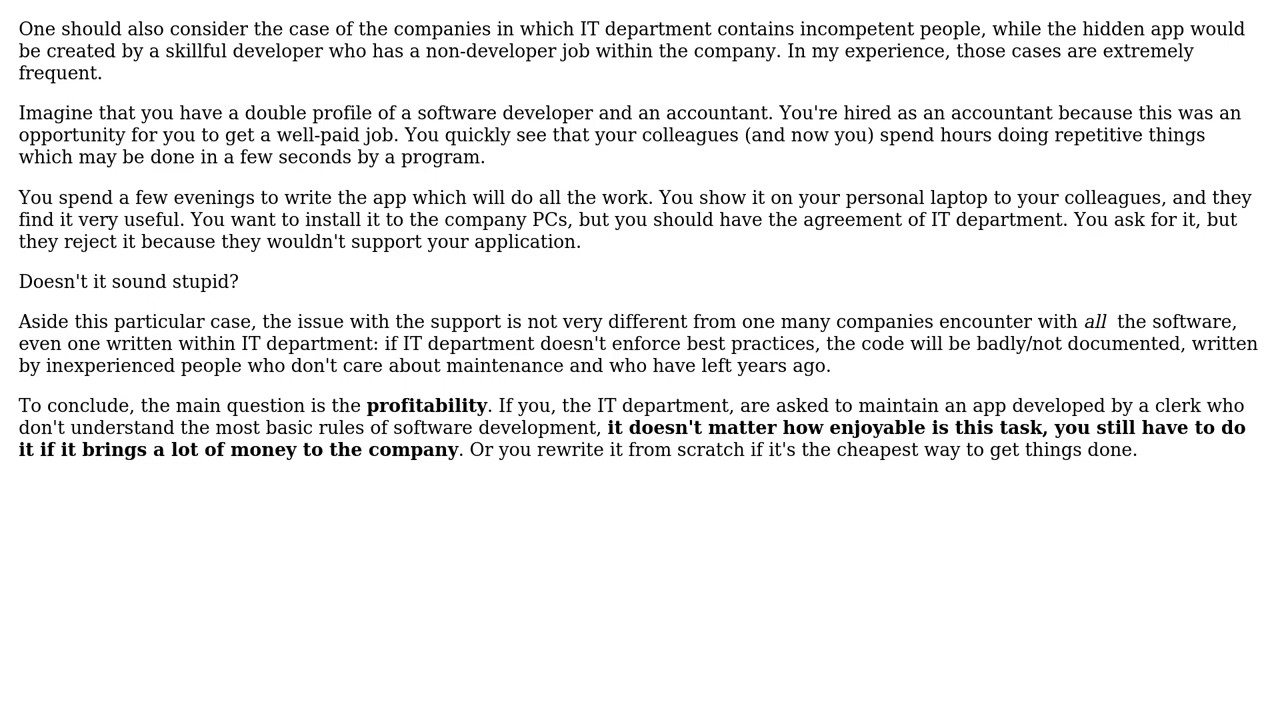 One should also consider the case of the companies in which IT department contains incompetent people, while the hidden app would
be created by a skillful developer who has a non-developer job within the company. In my experience, those cases are extremely
frequent.
Imagine that you have a double profile of a software developer and an accountant. You're hired as an accountant because this was an
opportunity for you to get a well-paid job. You quickly see that your colleagues (and now you) spend hours doing repetitive things
which may be done in a few seconds by a program.
You spend a few evenings to write the app which will do all the work. You show it on your personal laptop to your colleagues, and they
find it very useful. You want to install it to the company PCs, but you should have the agreement of IT department. You ask for it, but
they reject it because they wouldn't support your application.
Doesn't it sound stupid?
Aside this particular case, the issue with the support is not very different from one many companies encounter with all the software,
even one written within IT department: if IT department doesn't enforce best practices, the code will be badly/not documented, written
by inexperienced people who don't care about maintenance and who have left years ago.
To conclude, the main question is the profitability. If you, the IT department, are asked to maintain an app developed by a clerk who
don't understand the most basic rules of software development, it doesn't matter how enjoyable is this task, you still have to do
it if it brings a lot of money to the company. Or you rewrite it from scratch if it's the cheapest way to get things done.